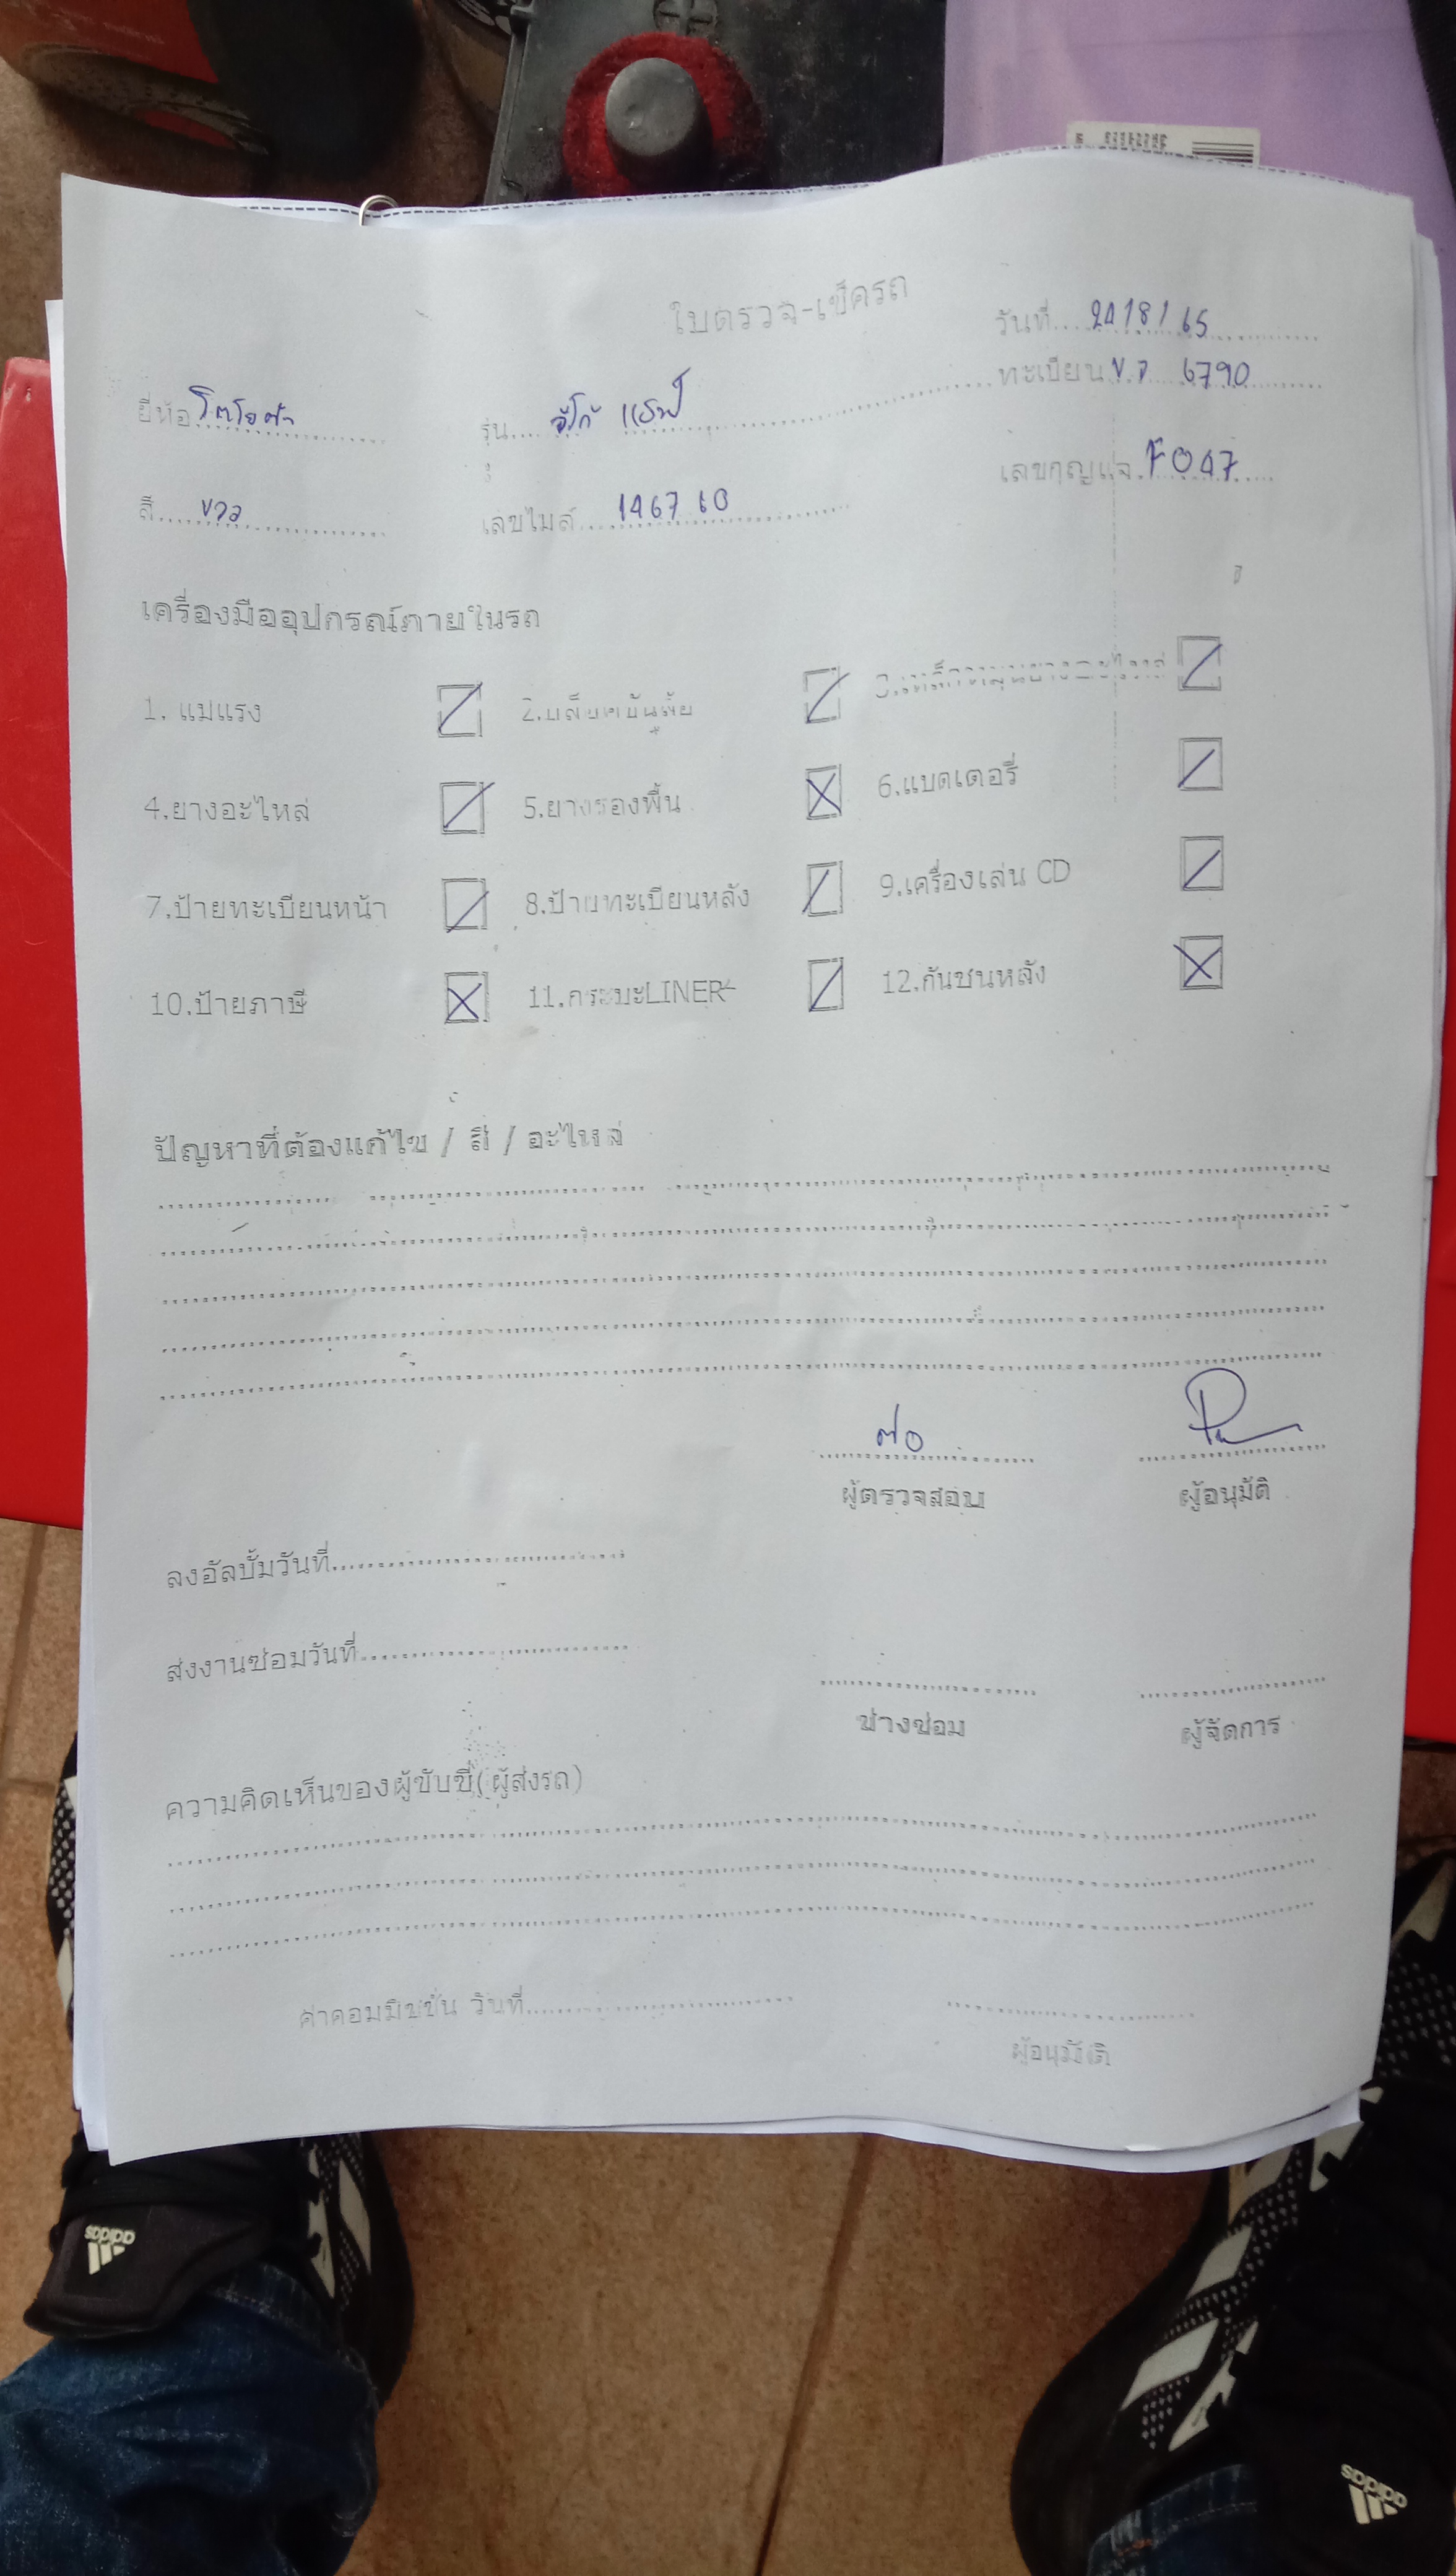 ใบตรวจ-เช็ครถ
วันที่ 24/8/65
ยี่ห้อ โตโยต้า รุ่น วีโก้ แชมป์ ทะเบียน 6790
สี ขาว เลขไมล์ 146760 เลขกุญแจ F047
เครื่องมืออุปกรณ์ภายในรถ
1. แม่แรง 2.บล็อคขันล้อ 3.
4.ยางอะไหล่ 5.ยางรองพื้น 6.แบตเตอรี่
7.ป้ายทะเบียนหน้า 8.ป้ายทะเบียนหลัง 9.เครื่องเล่น CD
10.ป้ายภาษี 11.กระบะLINER 12.กันชนหลัง
ปัญหาที่ต้องแก้ไข / สี / อะไหล่
ผู้ตรวจสอบ ผู้อนุมัติ
ลงอัลบั้มวันที่
ส่งงานซ่อมวันที่
ช่างซ่อม ผู้จัดการ
ความคิดเห็นของผู้ขับขี่(ผู้ส่งรถ)
ค่าคอมมิชชั่น วันที่
ผู้อนุมัติ
adidas
adidas